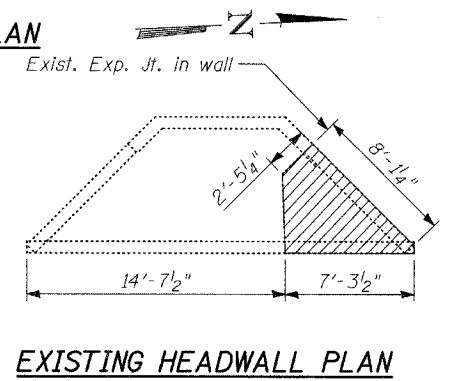 LAN
N
Exist. Exp. Jt. in wall
8'-1¼"
2'-5¼"
14'-7½"
7'-3½"
EXISTING HEADWALL PLAN